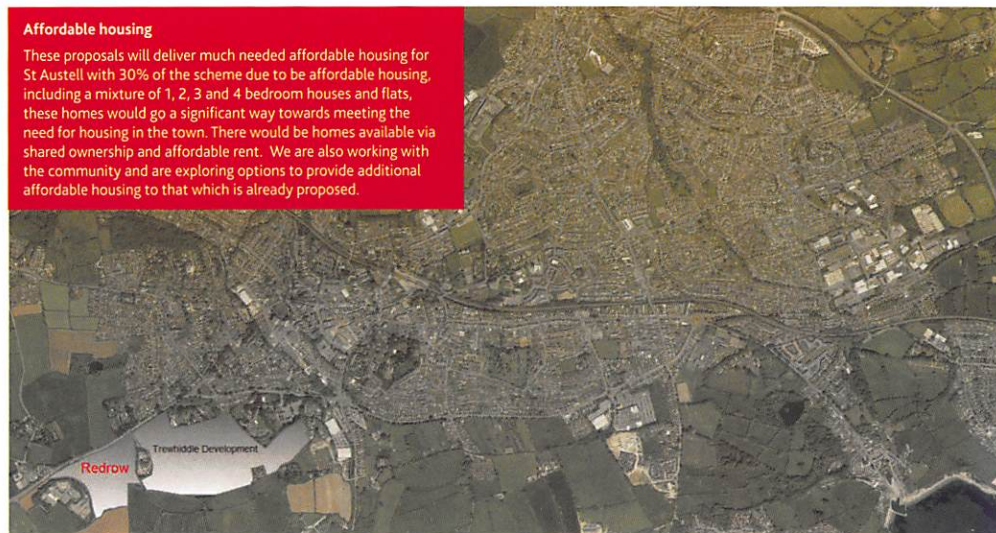 Affordable housing
These proposals will deliver much needed affordable housing for
St Austell with 30% of the scheme due to be affordable housing,
including a mixture of 1, 2, 3 and 4 bedroom houses and flats,
these homes would go a significant way towards meeting the
need for housing in the town. There would be homes available via
shared ownership and affordable rent. We are also working with
the community and are exploring options to provide additional
affordable housing to that which is already proposed.
Trewhiddle Development
Redrow